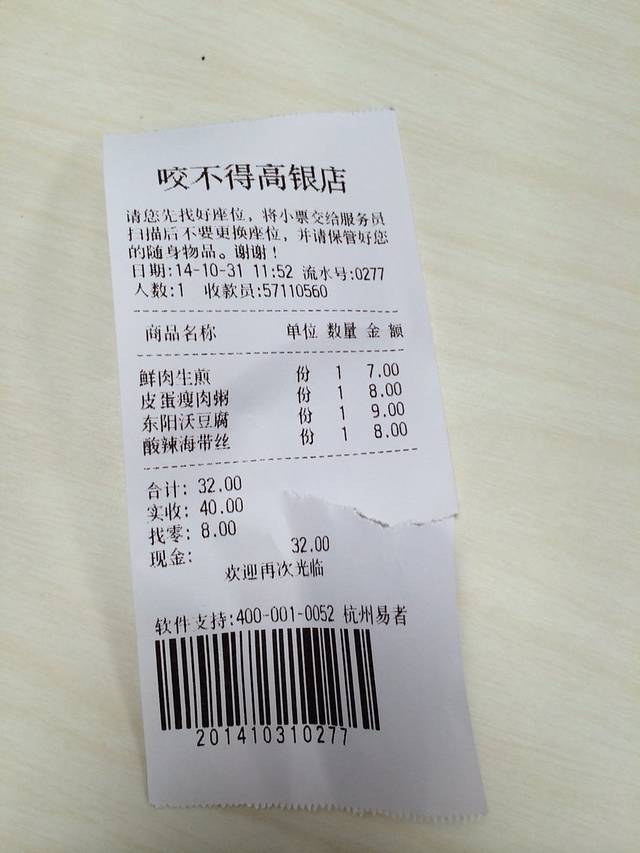 咬不得高银店
请您先找好座位，将小票交给服务员
扫描后不要更换座位，并请保管好您
的随身物品。谢谢！
日期:14-10-31 11:52 流水号:0277
人数:1 收款员:57110560
商品名称 单位 数量 金 额
鲜肉生煎 份 1 7.00
皮蛋瘦肉粥 份 1 8.00
东阳沃豆腐 份 1 9.00
酸辣海带丝 份 1 8.00
合计: 32.00
实收: 40.00
找零: 8.00
现金: 32.00
欢迎再次光临
软件支持:400-001-0052 杭州易者
201410310277